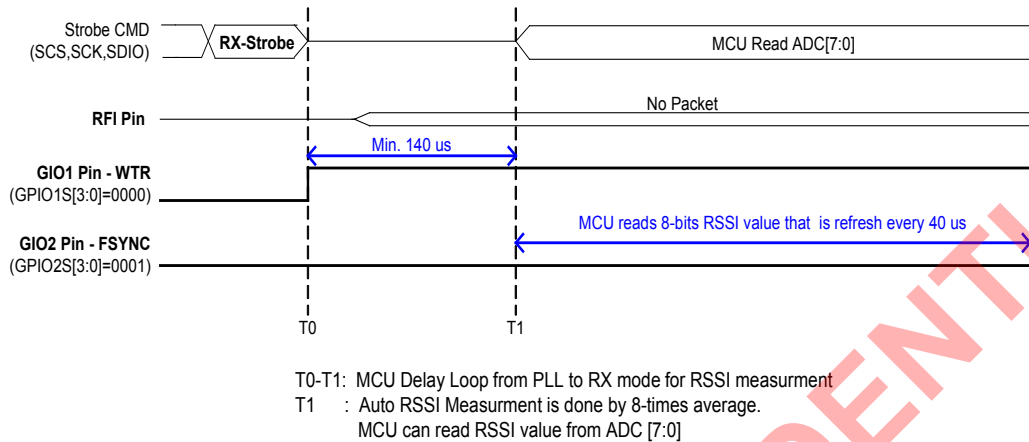 Strobe CMD
(SCS,SCK,SDIO)
RX-Strobe
MCU Read ADC[7:0]
RFI Pin
No Packet
Min. 140 us
GIO1 Pin - WTR
(GPIO1S[3:0]=0000)
MCU reads 8-bits RSSI value that is refresh every 40 us
GIO2 Pin - FSYNC
(GPIO2S[3:0]=0001)
T0
T1
T0-T1: MCU Delay Loop from PLL to RX mode for RSSI measurment
T1 : Auto RSSI Measurment is done by 8-times average.
MCU can read RSSI value from ADC [7:0]
ENTI